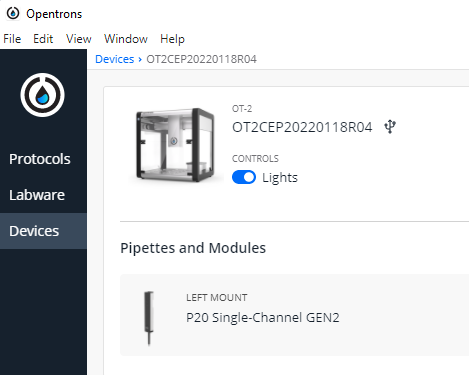 Opentrons
File Edit View Window Help
Devices › OT2CEP20220118R04
OT-2
OT2CEP20220118R04
CONTROLS
Lights
Protocols
Labware
Devices
Pipettes and Modules
LEFT MOUNT
P20 Single-Channel GEN2